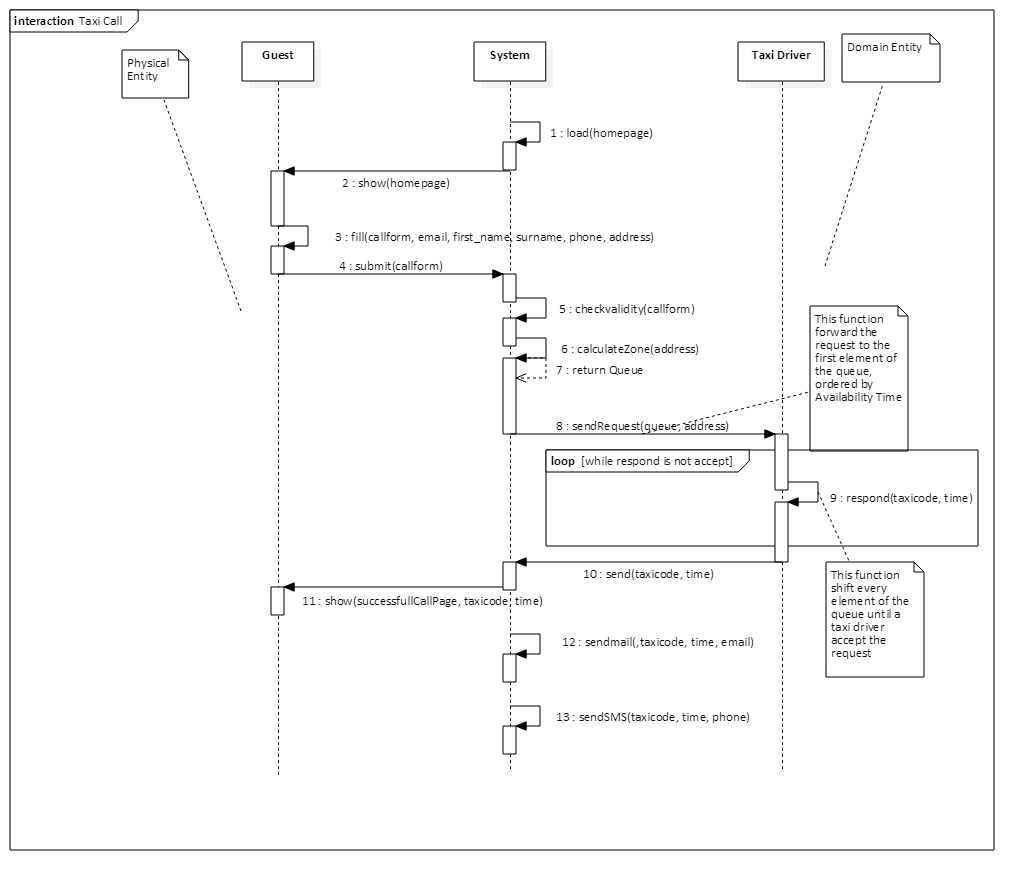 interaction Taxi Call
Physical
Entity
Guest
System
Taxi Driver
Domain Entity
1 : load(homepage)
2 : show(homepage)
3 : fill(callform, email, first_name, surname, phone, address)
4 : submit(callform)
5 : checkvalidity(callform)
6 : calculateZone(address)
7 : return Queue
This function
forward the
request to the
first element of
the queue,
ordered by
Availability Time
8 : sendRequest(queue, address)
loop [while respond is not accept]
9 : respond(taxicode, time)
10 : send(taxicode, time)
11 : show(successfullCallPage, taxicode, time)
This function
shift every
element of the
queue until a
taxi driver
accept the
request
12 : sendmail(,taxicode, time, email)
13 : sendSMS(taxicode, time, phone)